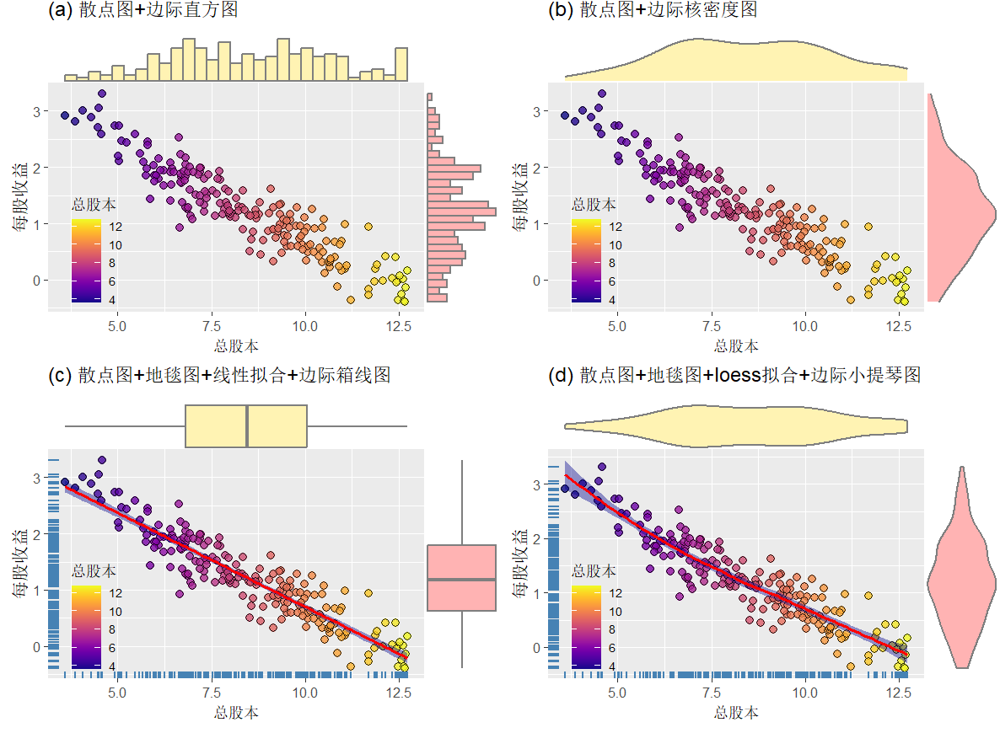 (a) 散点图+边际直方图
3
2
1
0
每股收益
总股本
12
10
8
6
4
5.0 7.5 10.0 12.5
总股本
(b) 散点图+边际核密度图
3
2
1
0
每股收益
总股本
12
10
8
6
4
5.0 7.5 10.0 12.5
总股本
(c) 散点图+地毯图+线性拟合+边际箱线图
3
2
1
0
每股收益
总股本
12
10
8
6
4
5.0 7.5 10.0 12.5
总股本
(d) 散点图+地毯图+loess拟合+边际小提琴图
3
2
1
0
每股收益
总股本
12
10
8
6
4
5.0 7.5 10.0 12.5
总股本